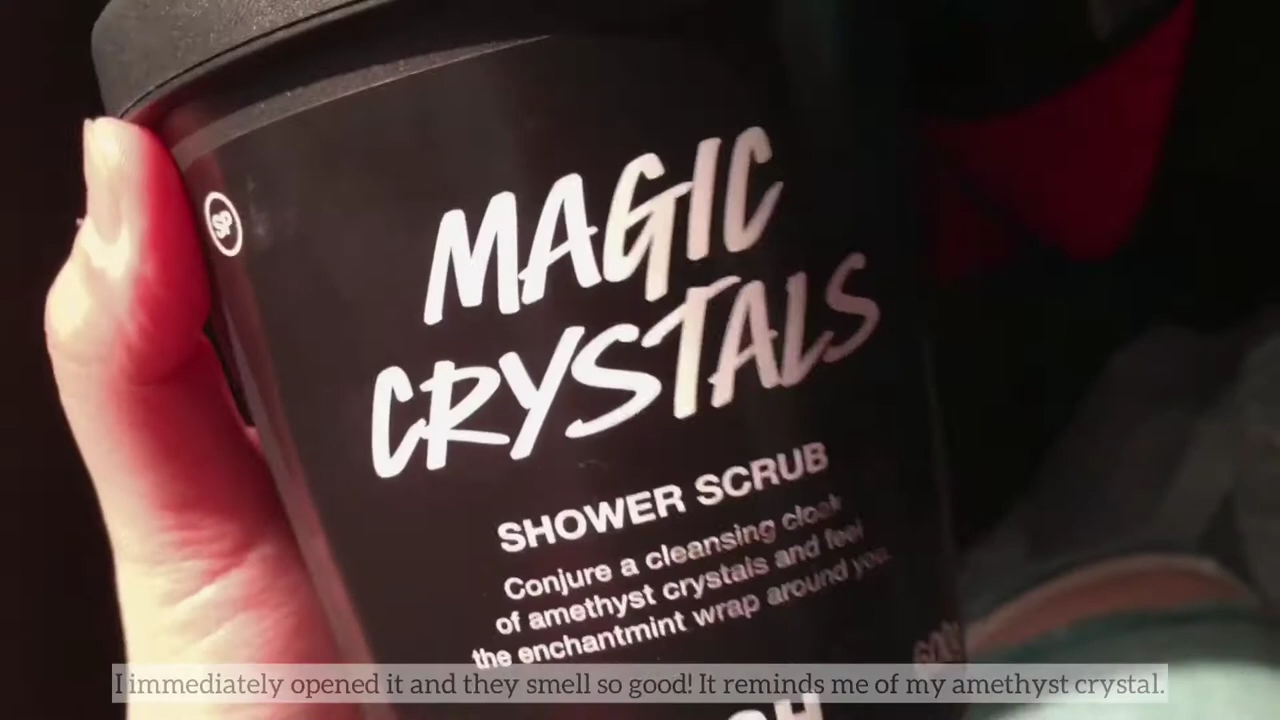 SP
MAGIC
CRYSTALS
SHOWER SCRUB
Conjure a cleansing cloak
of amethyst crystals and feel
the enchantmint wrap around you.
I immediately opened it and they smell so good! It reminds me of my amethyst crystal.